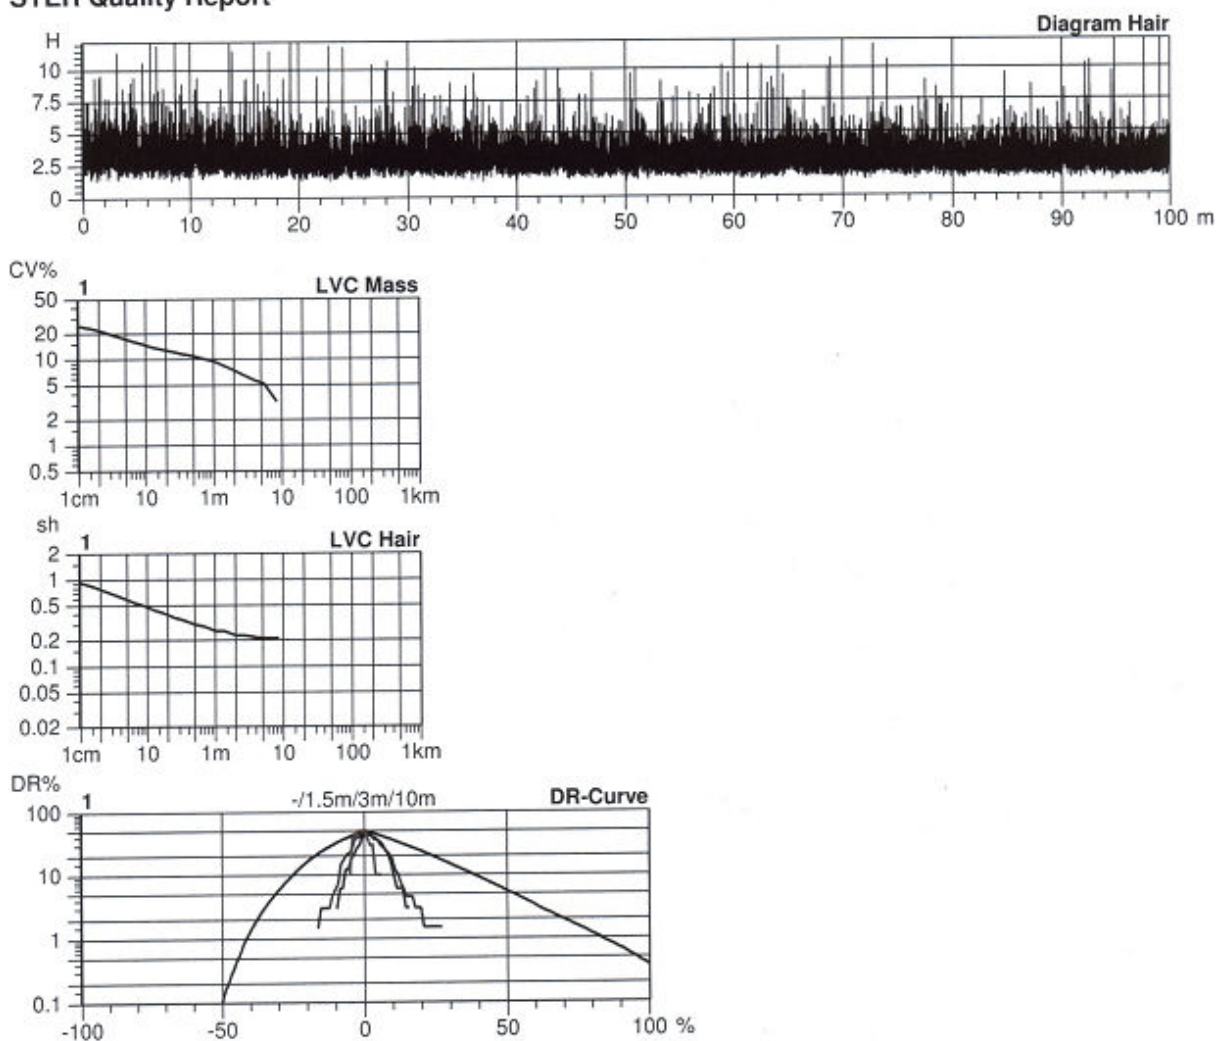 Quality Report
Diagram Hair
H
10
7.5
5
2.5
0
0 10 20 30 40 50 60 70 80 90 100 m
CV%
1 LVC Mass
50
20
10
5
2
1
0.5
1cm 10 1m 10 100 1km
sh
1 LVC Hair
2
1
0.5
0.2
0.1
0.05
0.02
1cm 10 1m 10 100 1km
DR%
1 -/1.5m/3m/10m DR-Curve
100
10
1
0.1
-100 -50 0 50 100 %